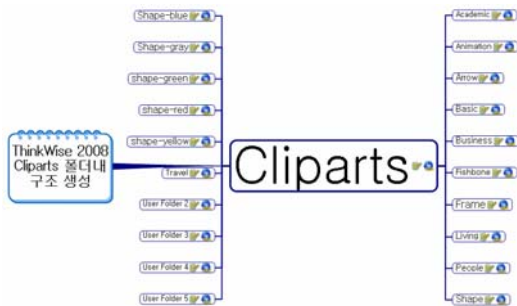 Shape-blue
Shape-gray
shape-green
shape-red
shape-yellow
Travel
User Folder 2
User Folder 3
User Folder 4
User Folder 5
ThinkWise 2008
Cliparts 폴더내
구조 생성
Cliparts
Academic
Animation
Arrow
Basic
Business
Fishbone
Frame
Living
People
Shape